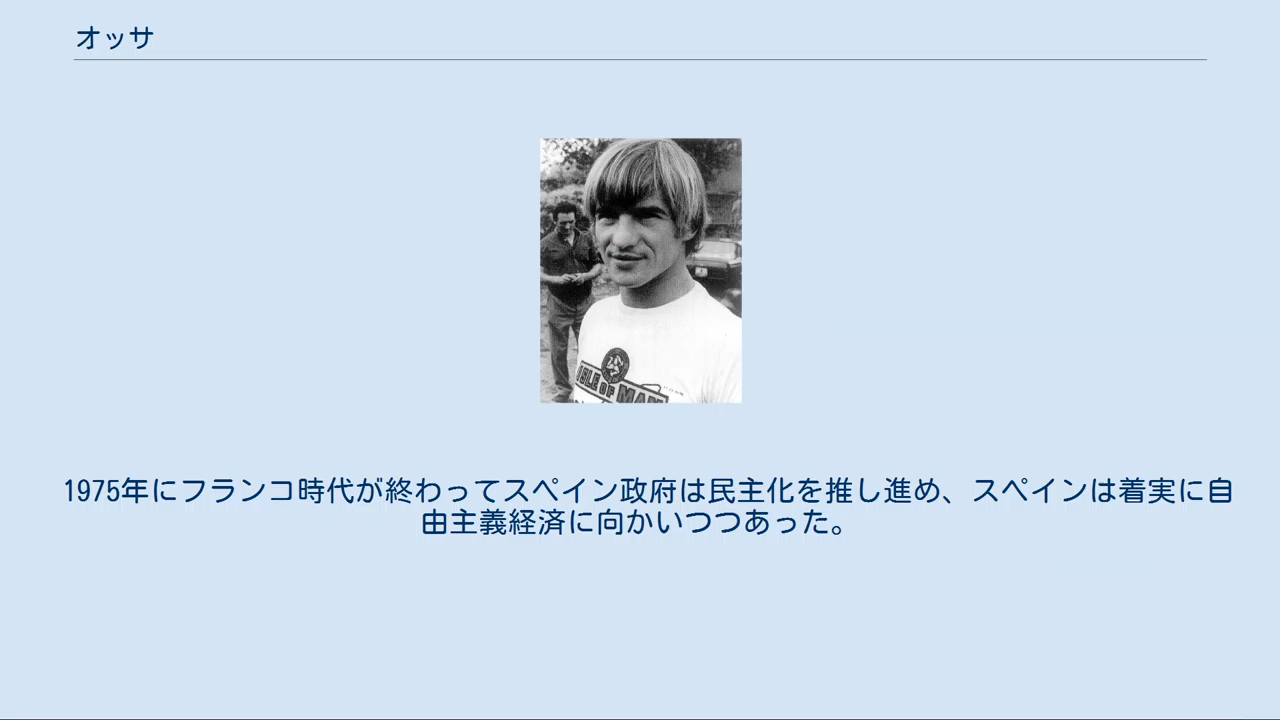 オッサ
ISLE OF MAN
1975年にフランコ時代が終わってスペイン政府は民主化を推し進め、スペインは着実に自
由主義経済に向かいつつあった。